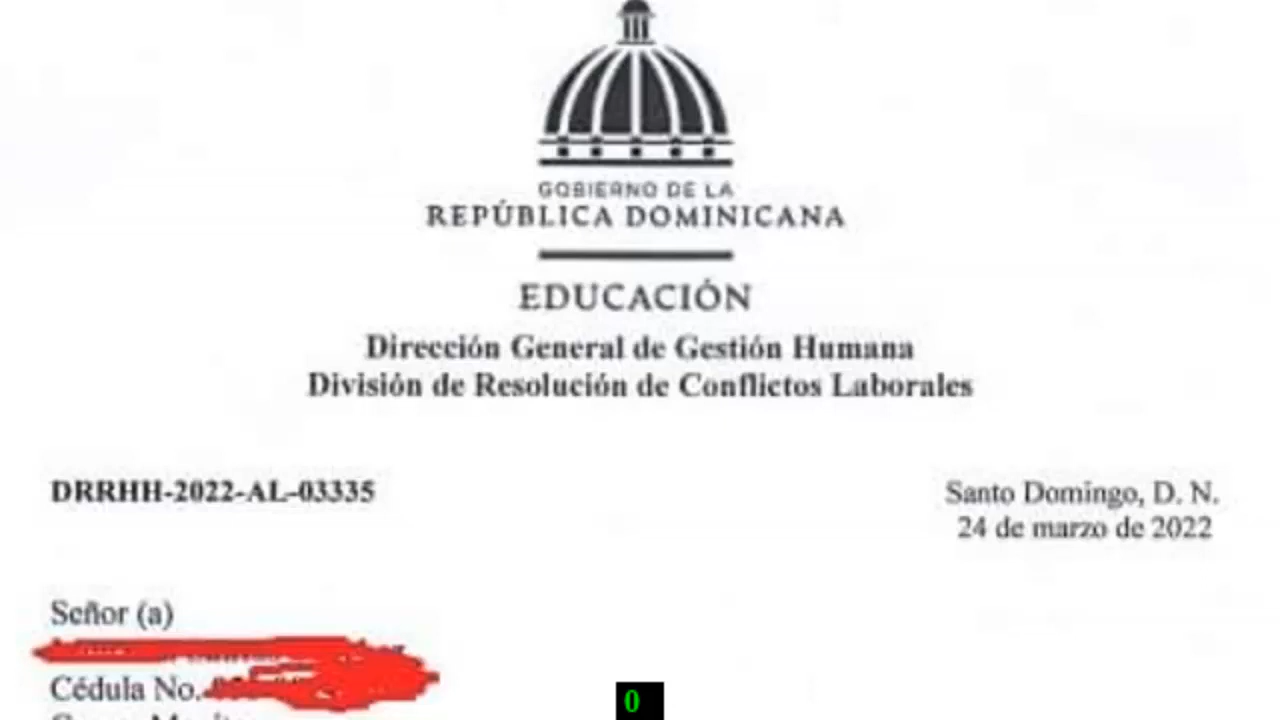 GOBIERNO DE LA
REPÚBLICA DOMINICANA
EDUCACIÓN
Dirección General de Gestión Humana
División de Resolución de Conflictos Laborales
DRRHH-2022-AL-03335
Santo Domingo, D. N.
24 de marzo de 2022
Señor (a)
Cédula No.
0